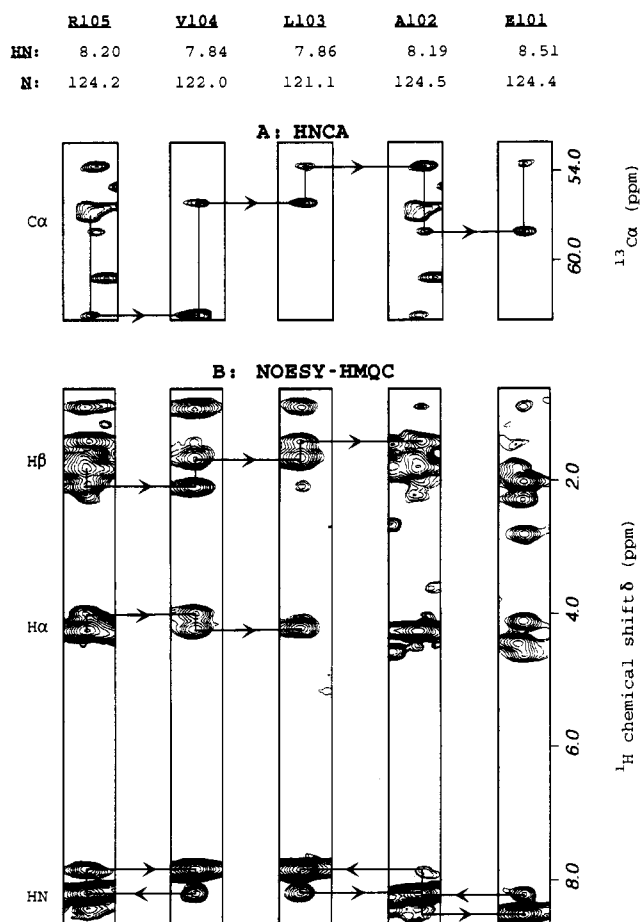 R105 V104 L103 A102 E101
HN: 8.20 7.84 7.86 8.19 8.51
N: 124.2 122.0 121.1 124.5 124.4
A: HNCA
Cα
54.0
60.0
13Cα (ppm)
B: NOESY-HMQC
Hβ
Hα
HN
2.0
4.0
6.0
8.0
1H chemical shift δ (ppm)